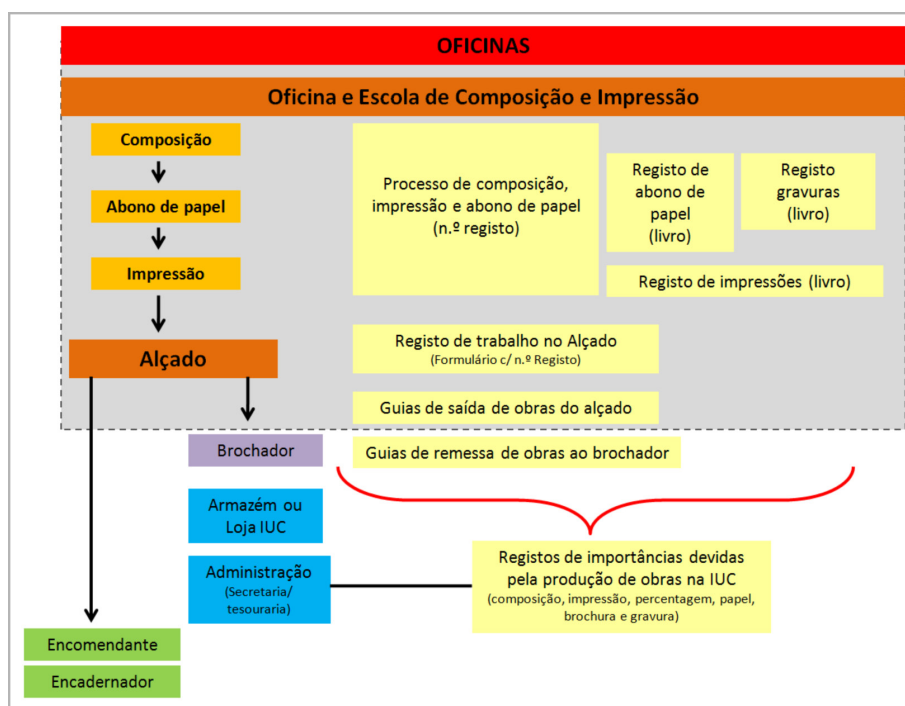 OFICINAS
Oficina e Escola de Composição e Impressão
Composição
Abono de papel
Impressão
Alçado
Processo de composição,
impressão e abono de papel
(n.º registo)
Registo de
abono de
papel
(livro)
Registo
gravuras
(livro)
Registo de impressões (livro)
Registo de trabalho no Alçado
(Formulário c/ n.º Registo)
Guias de saída de obras do alçado
Brochador
Guias de remessa de obras ao brochador
Armazém ou
Loja IUC
Administração
(Secretaria/
tesouraria)
Registos de importâncias devidas
pela produção de obras na IUC
(composição, impressão, percentagem, papel,
brochura e gravura)
Encomendante
Encadernador